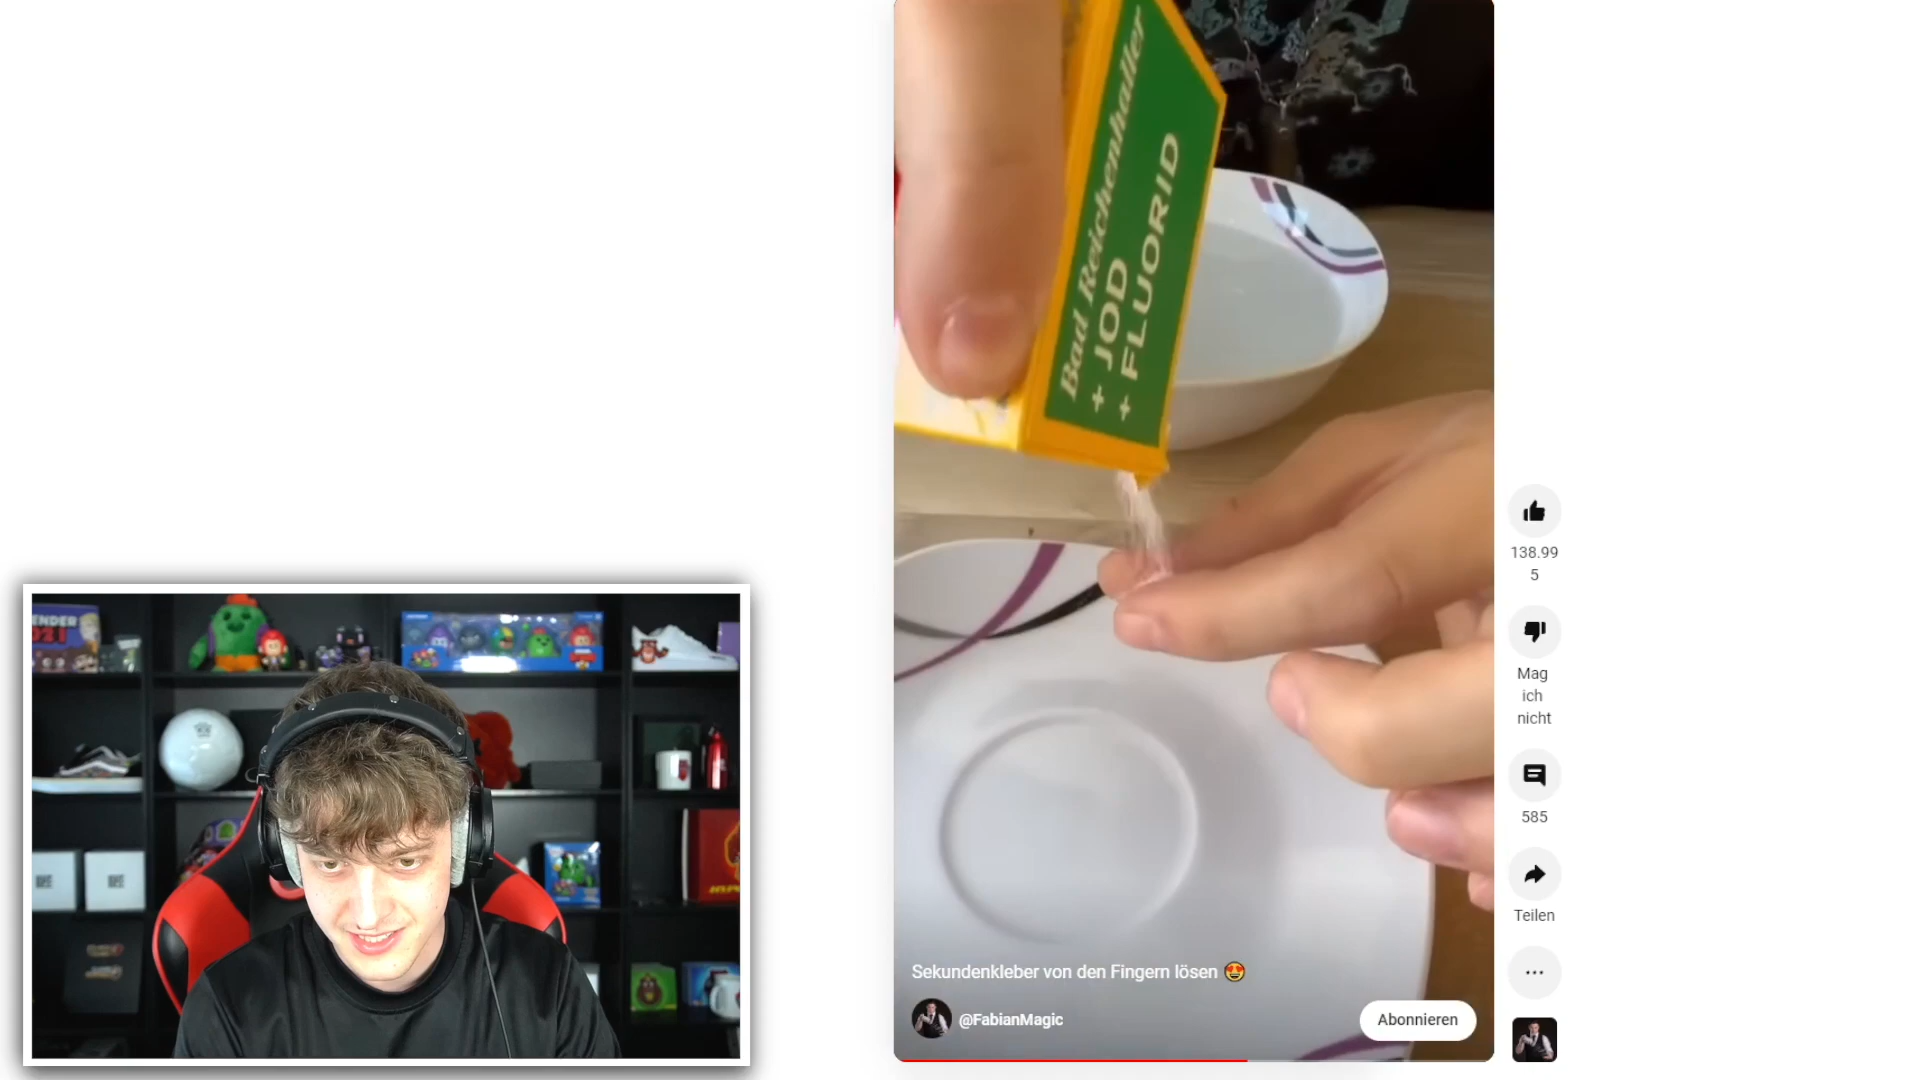 Bad Reichenhaller
+ JOD
+ FLUORID
138.99
5
Mag
ich
nicht
585
Teilen
Sekundenkleber von den Fingern lösen
@FabianMagic
Abonnieren